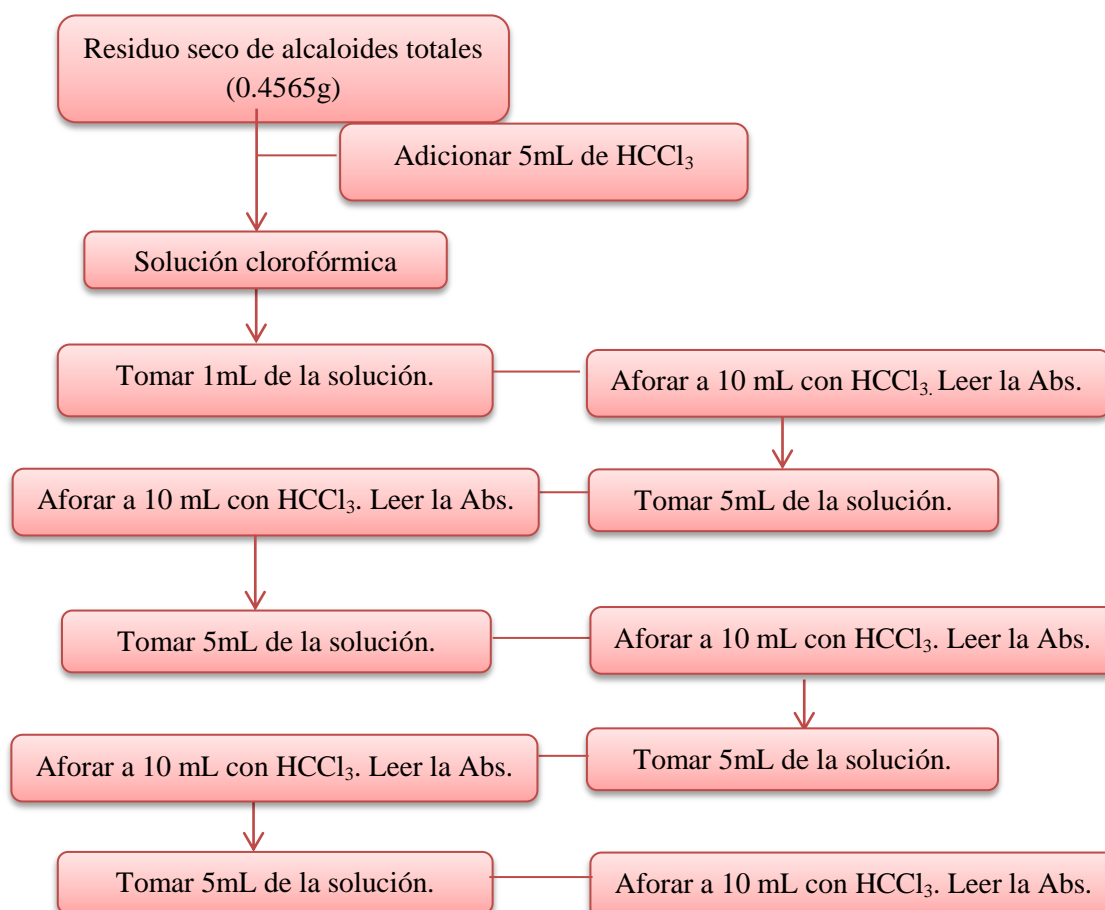 Residuo seco de alcaloides totales
(0.4565g)
Adicionar 5mL de HCCl₃
Solución clorofórmica
Tomar 1mL de la solución.
Aforar a 10 mL con HCCl₃. Leer la Abs.
Tomar 5mL de la solución.
Aforar a 10 mL con HCCl₃. Leer la Abs.
Tomar 5mL de la solución.
Aforar a 10 mL con HCCl₃. Leer la Abs.
Tomar 5mL de la solución.
Aforar a 10 mL con HCCl₃. Leer la Abs.
Tomar 5mL de la solución.
Aforar a 10 mL con HCCl₃. Leer la Abs.